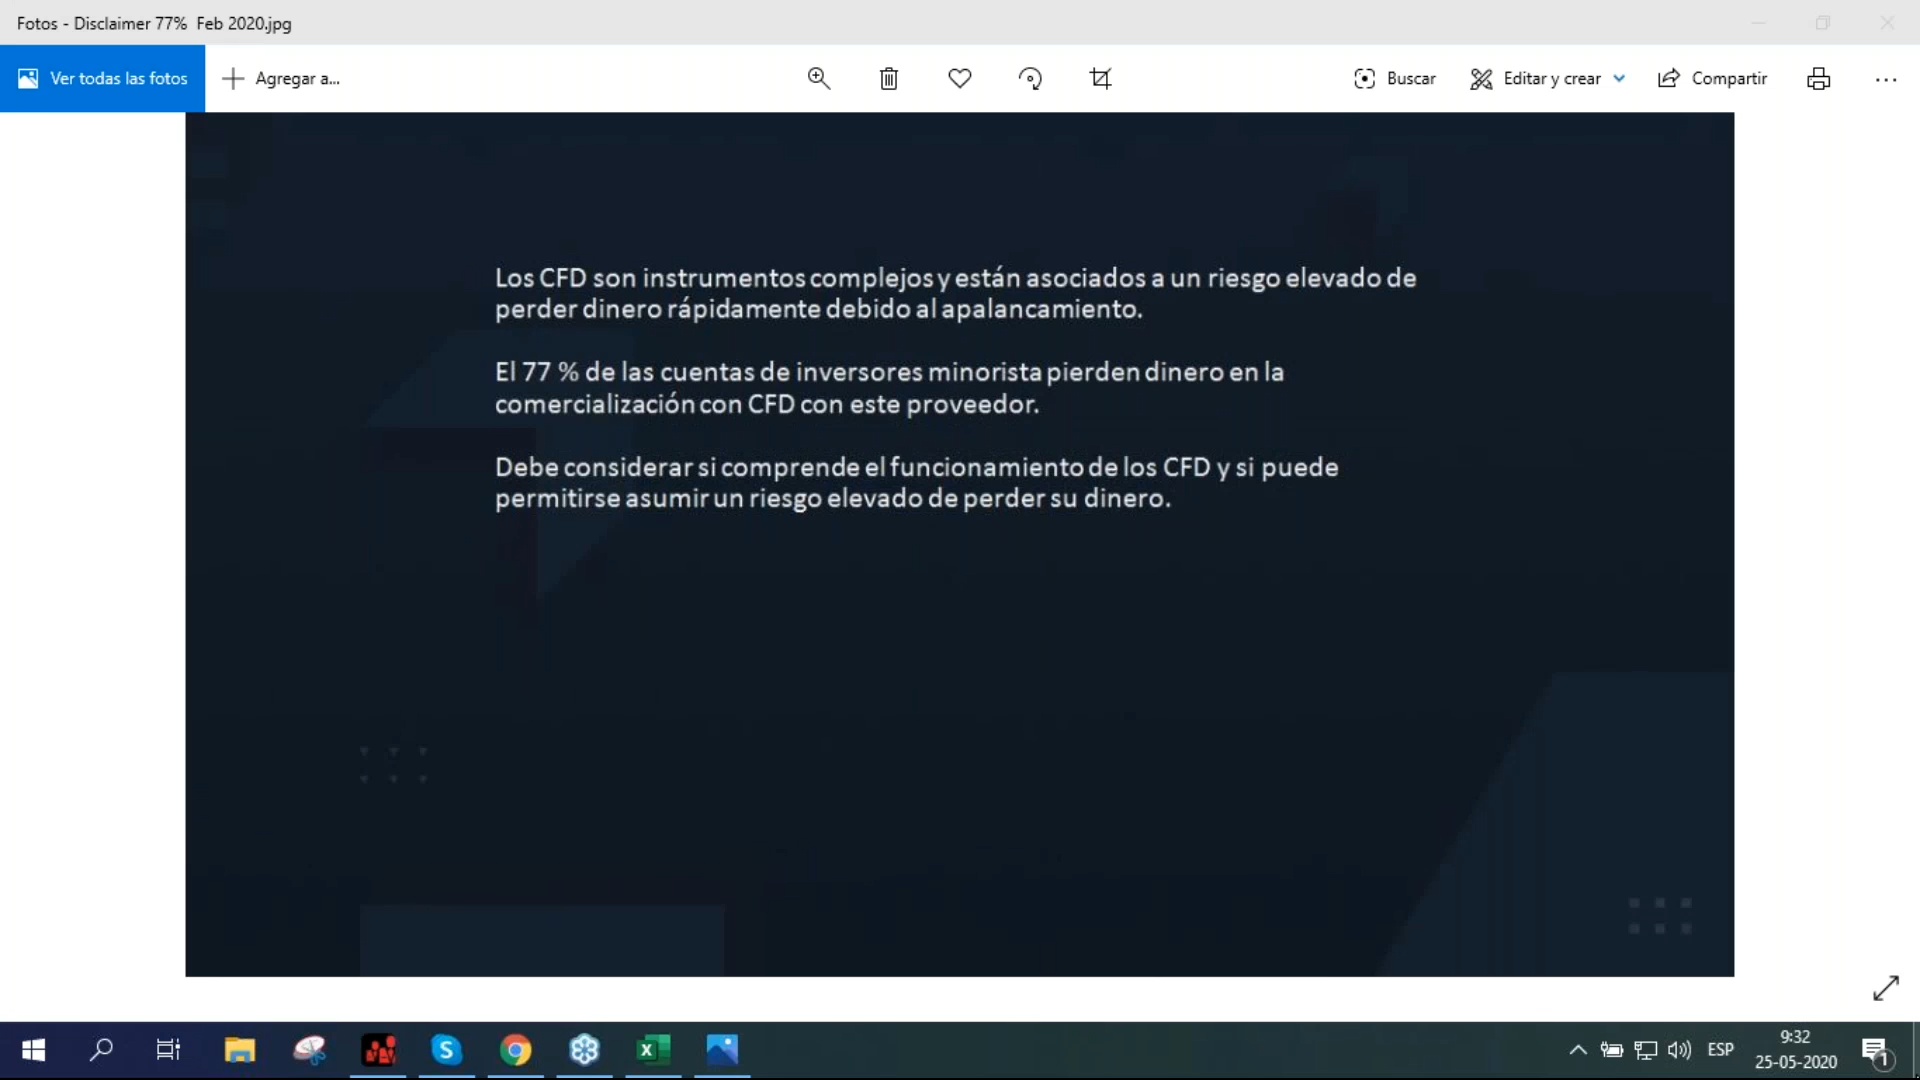 Fotos - Disclaimer 77%  Feb 2020.jpg
Ver todas las fotos
Agregar a...
Buscar
Editar y crear
Compartir
Los CFD son instrumentos complejos y están asociados a un riesgo elevado de
perder dinero rápidamente debido al apalancamiento.
El 77 % de las cuentas de inversores minorista pierden dinero en la
comercialización con CFD con este proveedor.
Debe considerar si comprende el funcionamiento de los CFD y si puede
permitirse asumir un riesgo elevado de perder su dinero.
ESP
9:32
25-05-2020
1